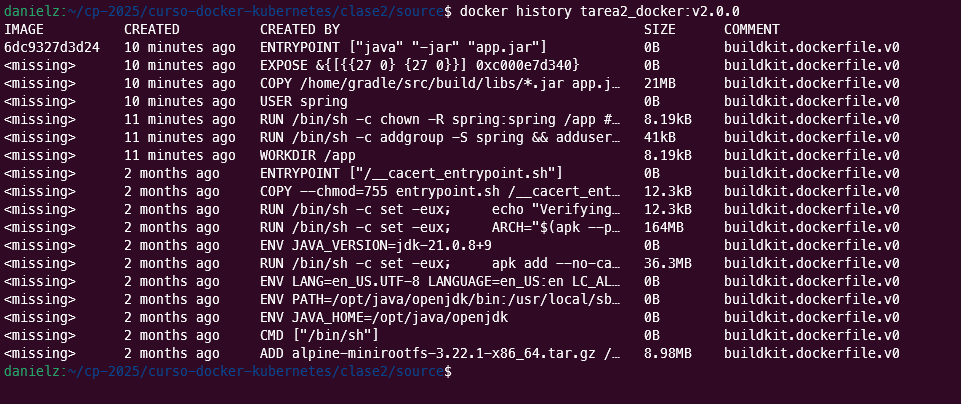 danielz:~/cp-2025/curso-docker-kubernetes/clase2/source$ docker history tarea2_docker:v2.0.0
IMAGE CREATED CREATED BY SIZE COMMENT
6dc9327d3d24 10 minutes ago ENTRYPOINT ["java" "-jar" "app.jar"] 0B buildkit.dockerfile.v0
<missing> 10 minutes ago EXPOSE &{[{{27 0} {27 0}}] 0xc000e7d340} 0B buildkit.dockerfile.v0
<missing> 10 minutes ago COPY /home/gradle/src/build/libs/*.jar app.j… 21MB buildkit.dockerfile.v0
<missing> 10 minutes ago USER spring 0B buildkit.dockerfile.v0
<missing> 11 minutes ago RUN /bin/sh -c chown -R spring:spring /app #… 8.19kB buildkit.dockerfile.v0
<missing> 11 minutes ago RUN /bin/sh -c addgroup -S spring && adduser… 41kB buildkit.dockerfile.v0
<missing> 11 minutes ago WORKDIR /app 8.19kB buildkit.dockerfile.v0
<missing> 2 months ago ENTRYPOINT ["/__cacert_entrypoint.sh"] 0B buildkit.dockerfile.v0
<missing> 2 months ago COPY --chmod=755 entrypoint.sh /__cacert_ent… 12.3kB buildkit.dockerfile.v0
<missing> 2 months ago RUN /bin/sh -c set -eux; echo "Verifying… 12.3kB buildkit.dockerfile.v0
<missing> 2 months ago RUN /bin/sh -c set -eux; ARCH="$(apk --p… 164MB buildkit.dockerfile.v0
<missing> 2 months ago ENV JAVA_VERSION=jdk-21.0.8+9 0B buildkit.dockerfile.v0
<missing> 2 months ago RUN /bin/sh -c set -eux; apk add --no-ca… 36.3MB buildkit.dockerfile.v0
<missing> 2 months ago ENV LANG=en_US.UTF-8 LANGUAGE=en_US:en LC_AL… 0B buildkit.dockerfile.v0
<missing> 2 months ago ENV PATH=/opt/java/openjdk/bin:/usr/local/sb… 0B buildkit.dockerfile.v0
<missing> 2 months ago ENV JAVA_HOME=/opt/java/openjdk 0B buildkit.dockerfile.v0
<missing> 2 months ago CMD ["/bin/sh"] 0B buildkit.dockerfile.v0
<missing> 2 months ago ADD alpine-minirootfs-3.22.1-x86_64.tar.gz /… 8.98MB buildkit.dockerfile.v0
danielz:~/cp-2025/curso-docker-kubernetes/clase2/source$